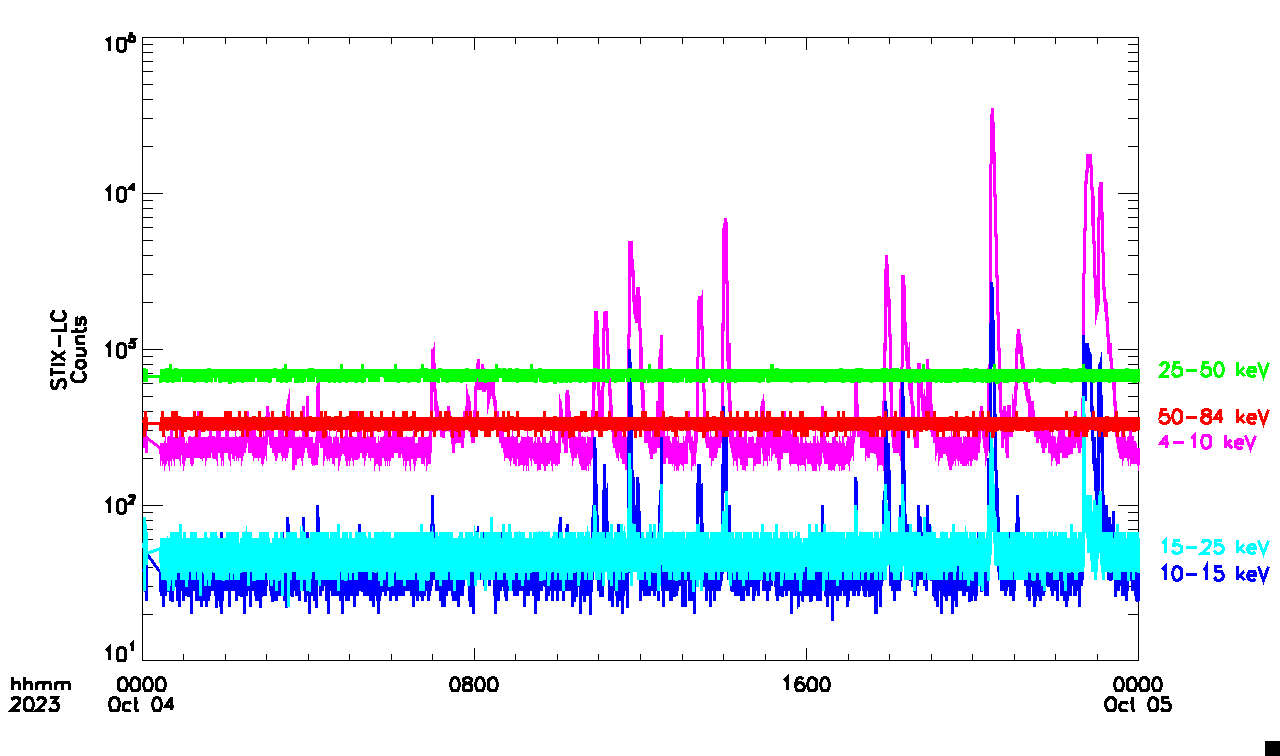 10⁶
10⁴
10³
10²
10¹
STIX-LC
Counts
25-50 keV
50-84 keV
4-10 keV
15-25 keV
10-15 keV
hhmm 0000 0800 1600 0000
2023 Oct 04 Oct 05